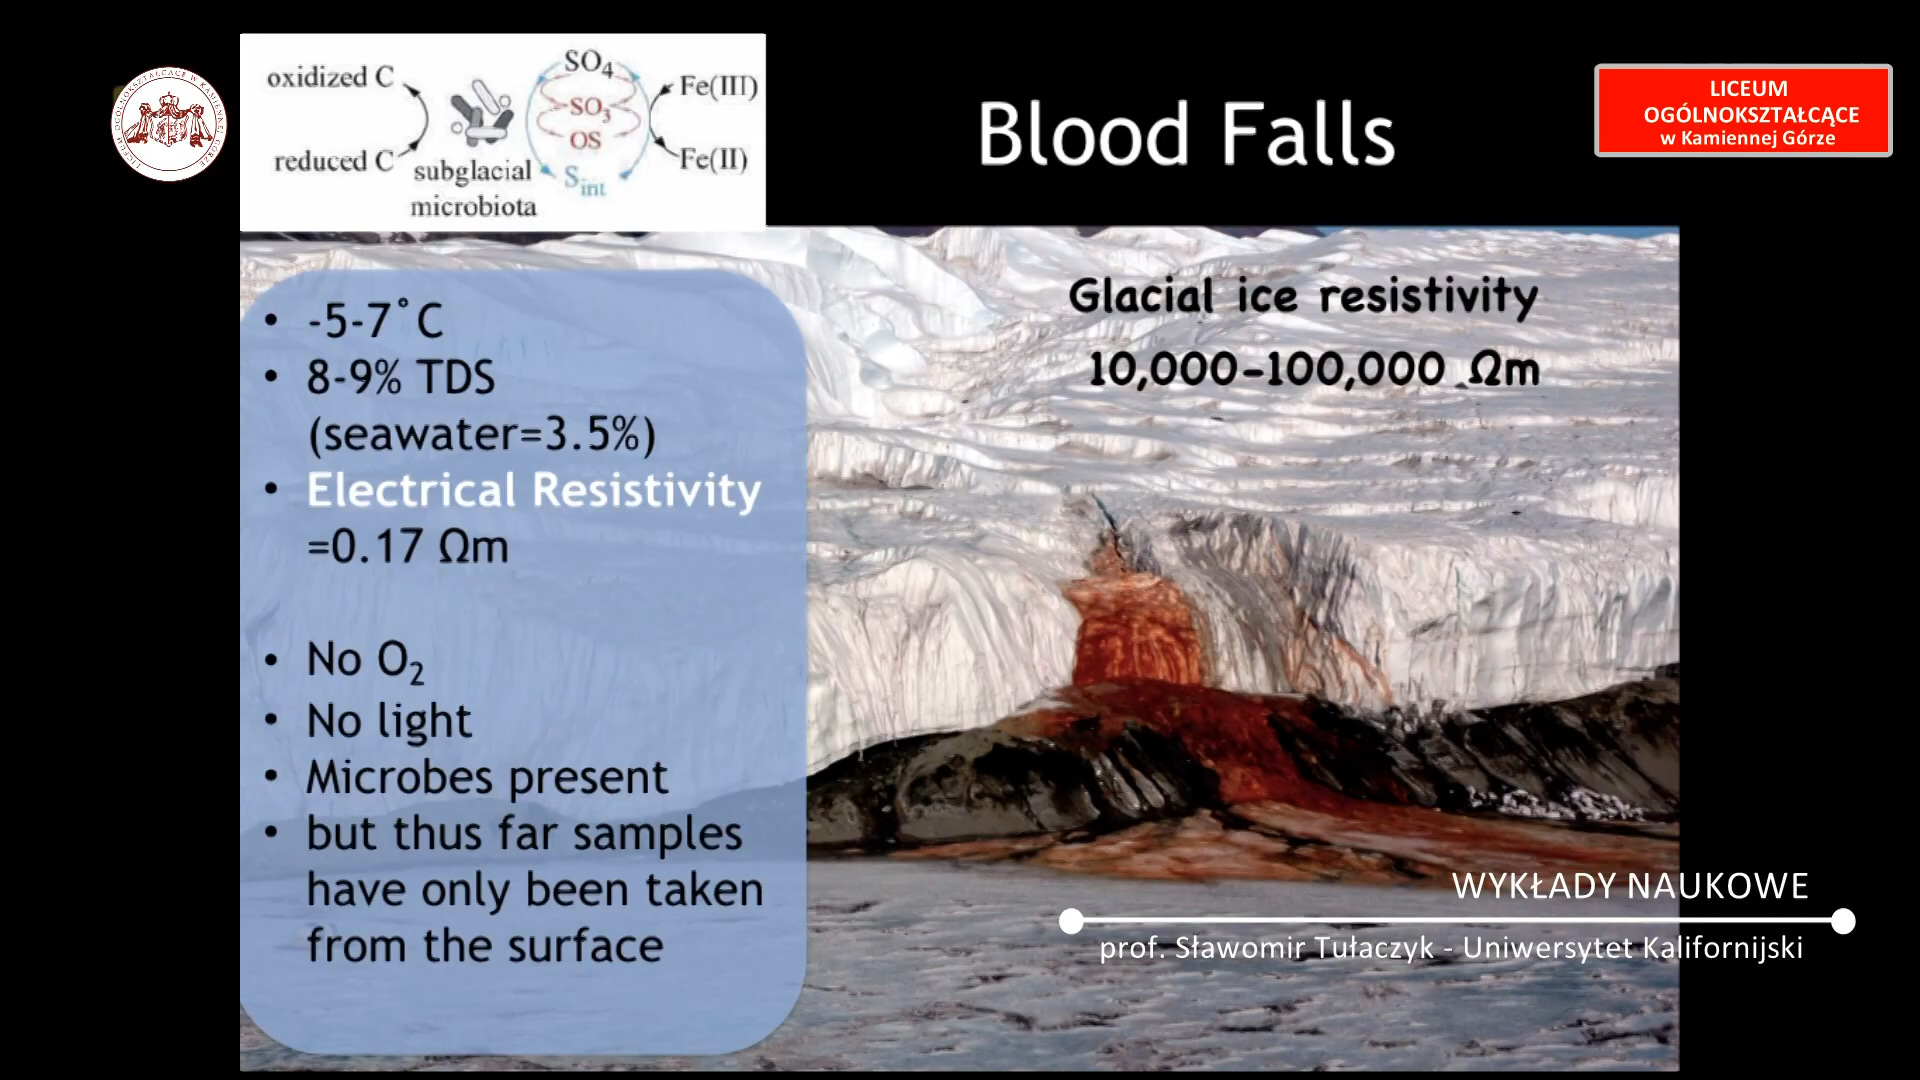 oxidized C
reduced C
subglacial
microbiota
SO4
SO3
OS
Sint
Fe(III)
Fe(II)
Blood Falls
LICEUM
OGÓLNOKSZTAŁCĄCE
w Kamiennej Górze
• -5-7°C
• 8-9% TDS
(seawater=3.5%)
• Electrical Resistivity
=0.17 Ωm
• No O2
• No light
• Microbes present
• but thus far samples
have only been taken
from the surface
Glacial ice resistivity
10,000-100,000 Ωm
WYKŁADY NAUKOWE
prof. Sławomir Tułaczyk - Uniwersytet Kalifornijski